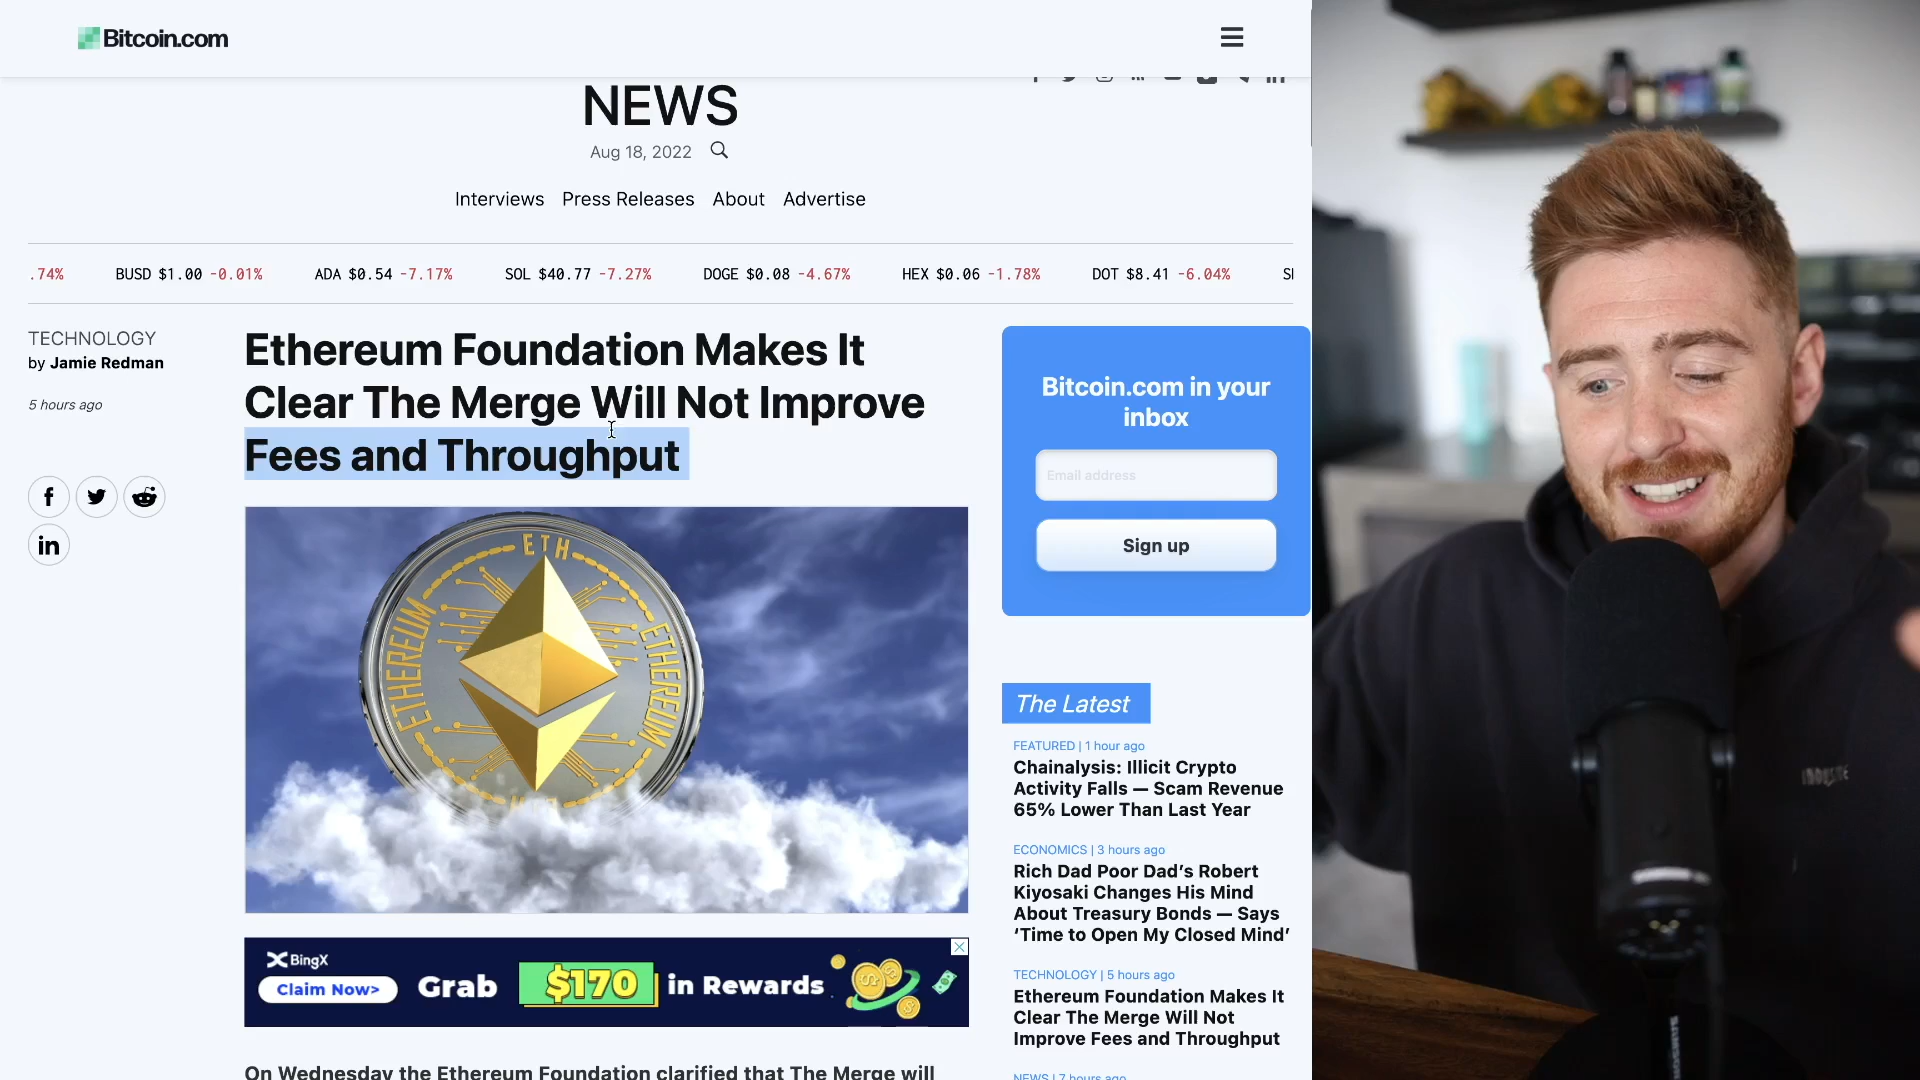 Bitcoin.com
NEWS
Aug 18, 2022
Interviews Press Releases About Advertise
.74% BUSD $1.00 -0.01% ADA $0.54 -7.17% SOL $40.77 -7.27% DOGE $0.08 -4.67% HEX $0.06 -1.78% DOT $8.41 -6.04%
TECHNOLOGY
by Jamie Redman
5 hours ago
Ethereum Foundation Makes It
Clear The Merge Will Not Improve
Fees and Throughput
ETH
ETHEREUM
ETHEREUM
BingX
Claim Now>
Grab $170 in Rewards
On Wednesday the Ethereum Foundation clarified that The Merge will
Bitcoin.com in your
inbox
Email address
Sign up
The Latest
FEATURED | 1 hour ago
Chainalysis: Illicit Crypto
Activity Falls — Scam Revenue
65% Lower Than Last Year
ECONOMICS | 3 hours ago
Rich Dad Poor Dad’s Robert
Kiyosaki Changes His Mind
About Treasury Bonds — Says
‘Time to Open My Closed Mind’
TECHNOLOGY | 5 hours ago
Ethereum Foundation Makes It
Clear The Merge Will Not
Improve Fees and Throughput
NEWS | 7 hours ago